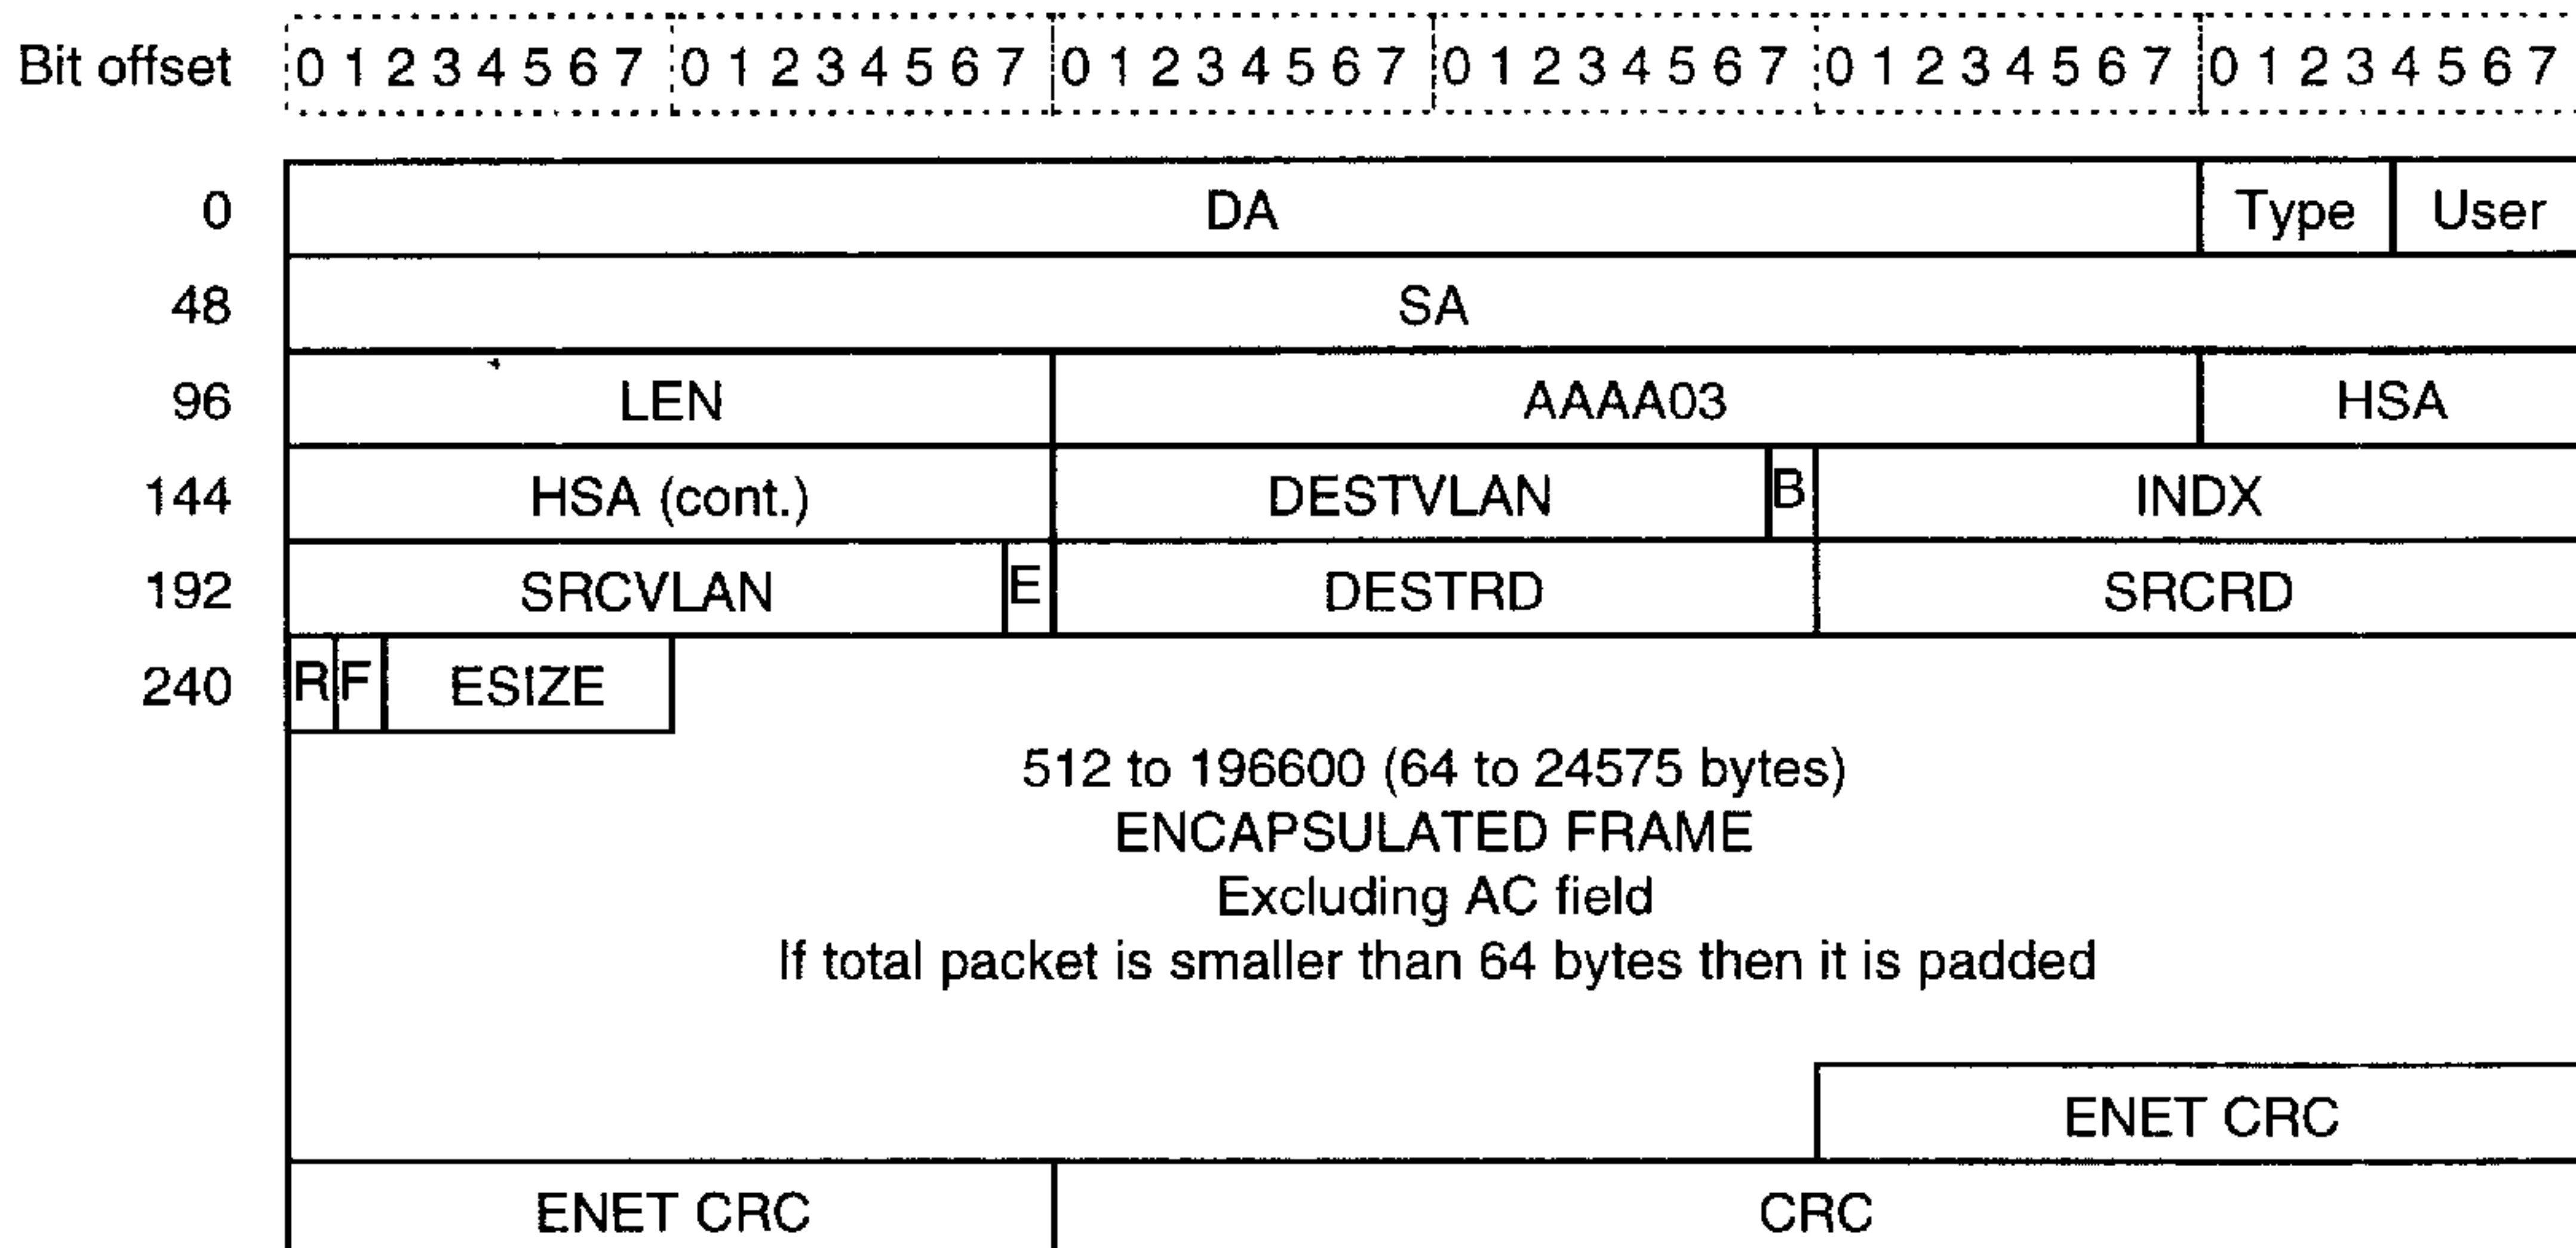 Bit offset 0 1 2 3 4 5 6 7 0 1 2 3 4 5 6 7 0 1 2 3 4 5 6 7 0 1 2 3 4 5 6 7 0 1 2 3 4 5 6 7 0 1 2 3 4 5 6 7
0 DA Type User
48 SA
96 LEN AAAA03 HSA
144 HSA (cont.) DESTVLAN B INDX
192 SRCVLAN E DESTRD SRCRD
240 R F ESIZE
512 to 196600 (64 to 24575 bytes)
ENCAPSULATED FRAME
Excluding AC field
If total packet is smaller than 64 bytes then it is padded
ENET CRC
ENET CRC CRC